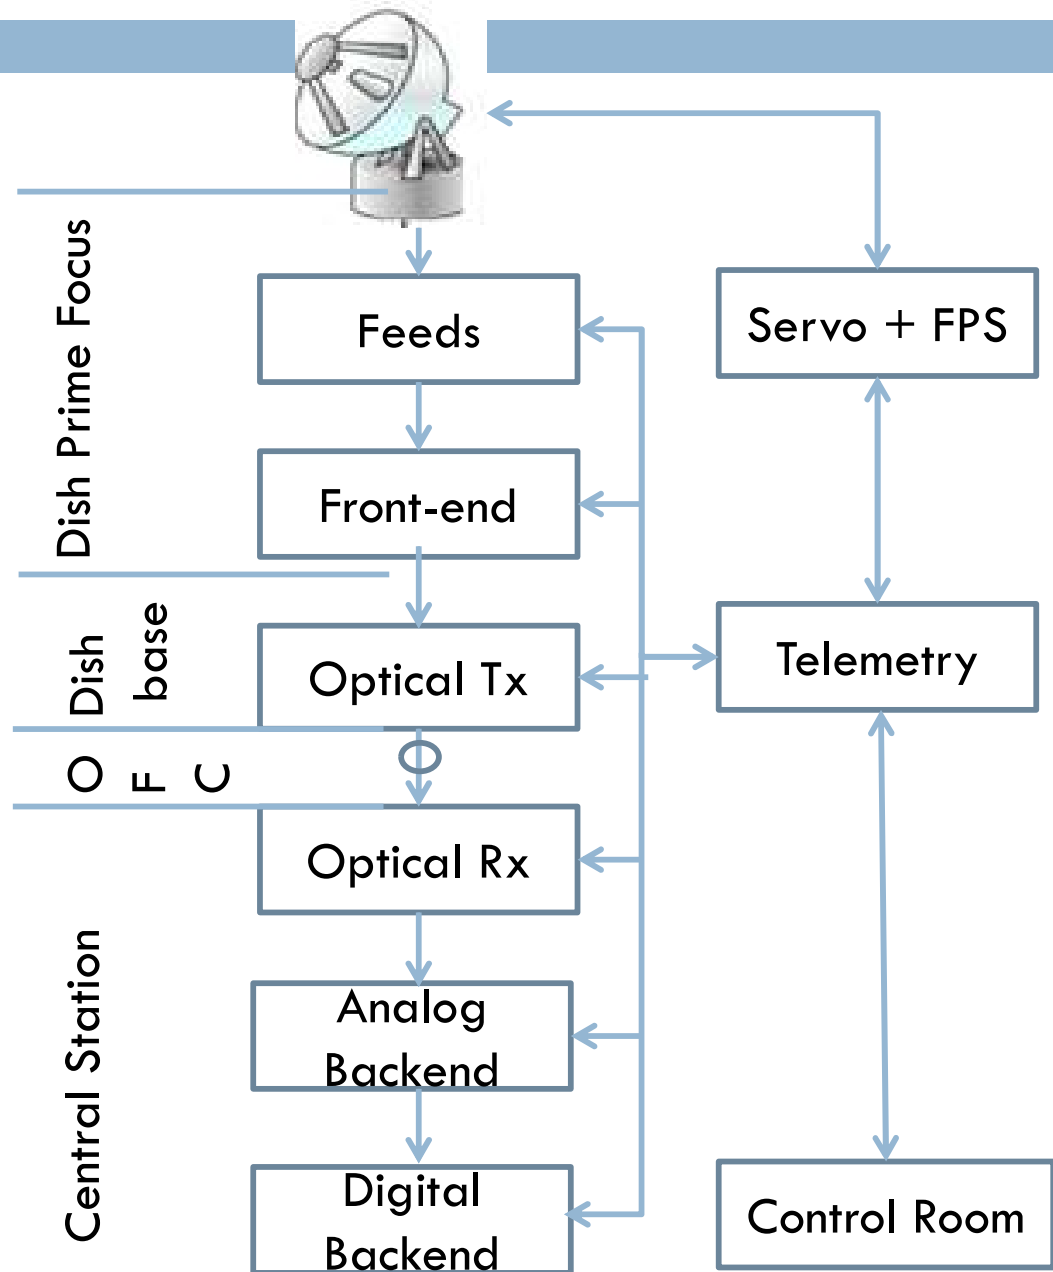 Dish Prime Focus
Feeds
Servo + FPS
Front-end
Dish
base
Optical Tx
Telemetry
O
F
C
Optical Rx
Central Station
Analog
Backend
Digital
Backend
Control Room